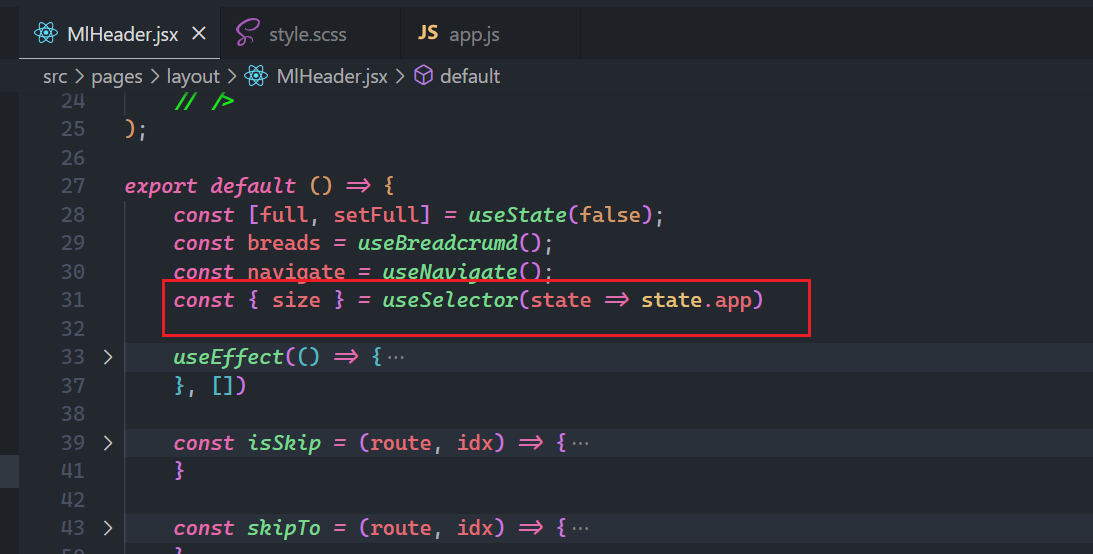 MlHeader.jsx style.scss JS app.js
src > pages > layout > MlHeader.jsx > default
24 // />
25 );
26
27 export default () => {
28 const [full, setFull] = useState(false);
29 const breads = useBreadcrumd();
30 const navigate = useNavigate();
31 const { size } = useSelector(state => state.app)
32
33 useEffect(() => { ···
37 }, [])
38
39 const isSkip = (route, idx) => { ···
41 }
42
43 const skipTo = (route, idx) => { ···